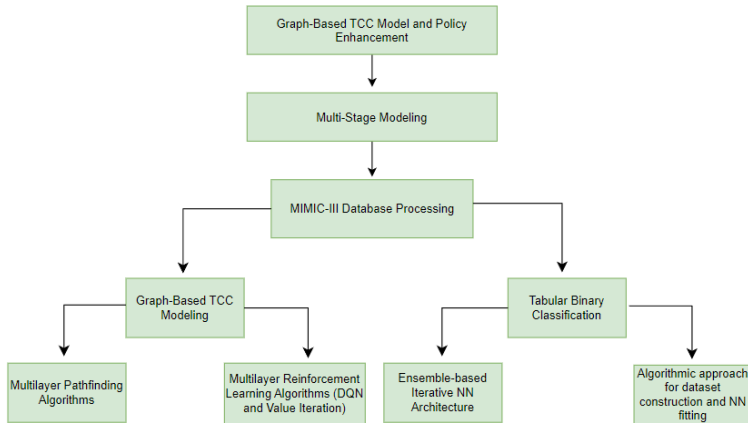 Graph-Based TCC Model and Policy
Enhancement
Multi-Stage Modeling
MIMIC-III Database Processing
Graph-Based TCC
Modeling
Tabular Binary
Classification
Multilayer Pathfinding
Algorithms
Multilayer Reinforcement
Learning Algorithms (DQN
and Value Iteration)
Ensemble-based
Iterative NN
Architecture
Algorithmic approach
for dataset
construction and NN
fitting